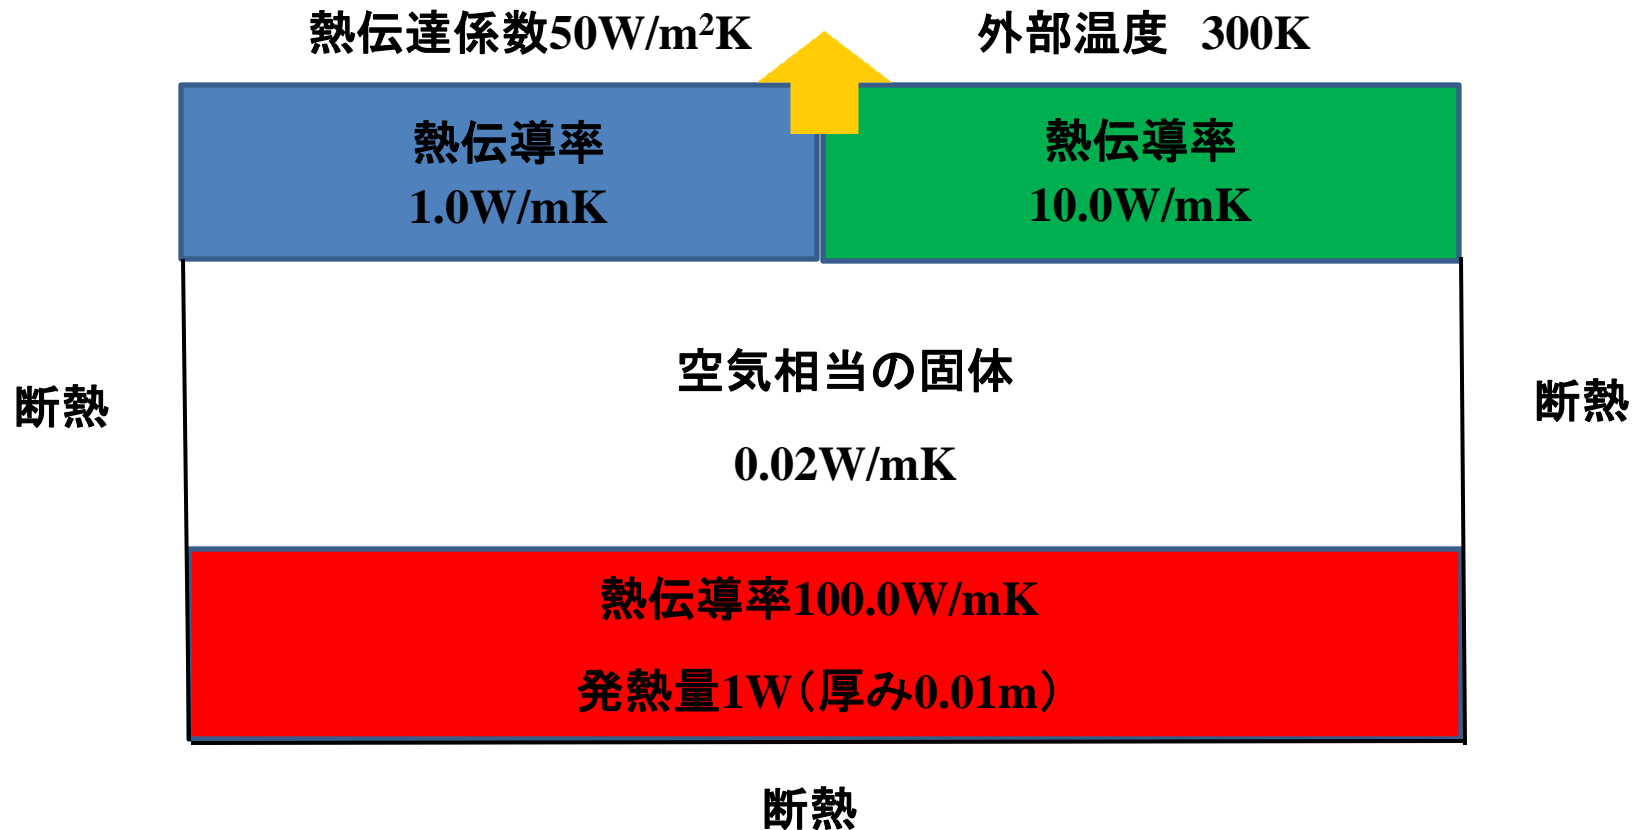 熱伝達係数50W/m²K
外部温度 300K
熱伝導率
1.0W/mK
熱伝導率
10.0W/mK
空気相当の固体
0.02W/mK
断熱
断熱
熱伝導率100.0W/mK
発熱量1W（厚み0.01m）
断熱